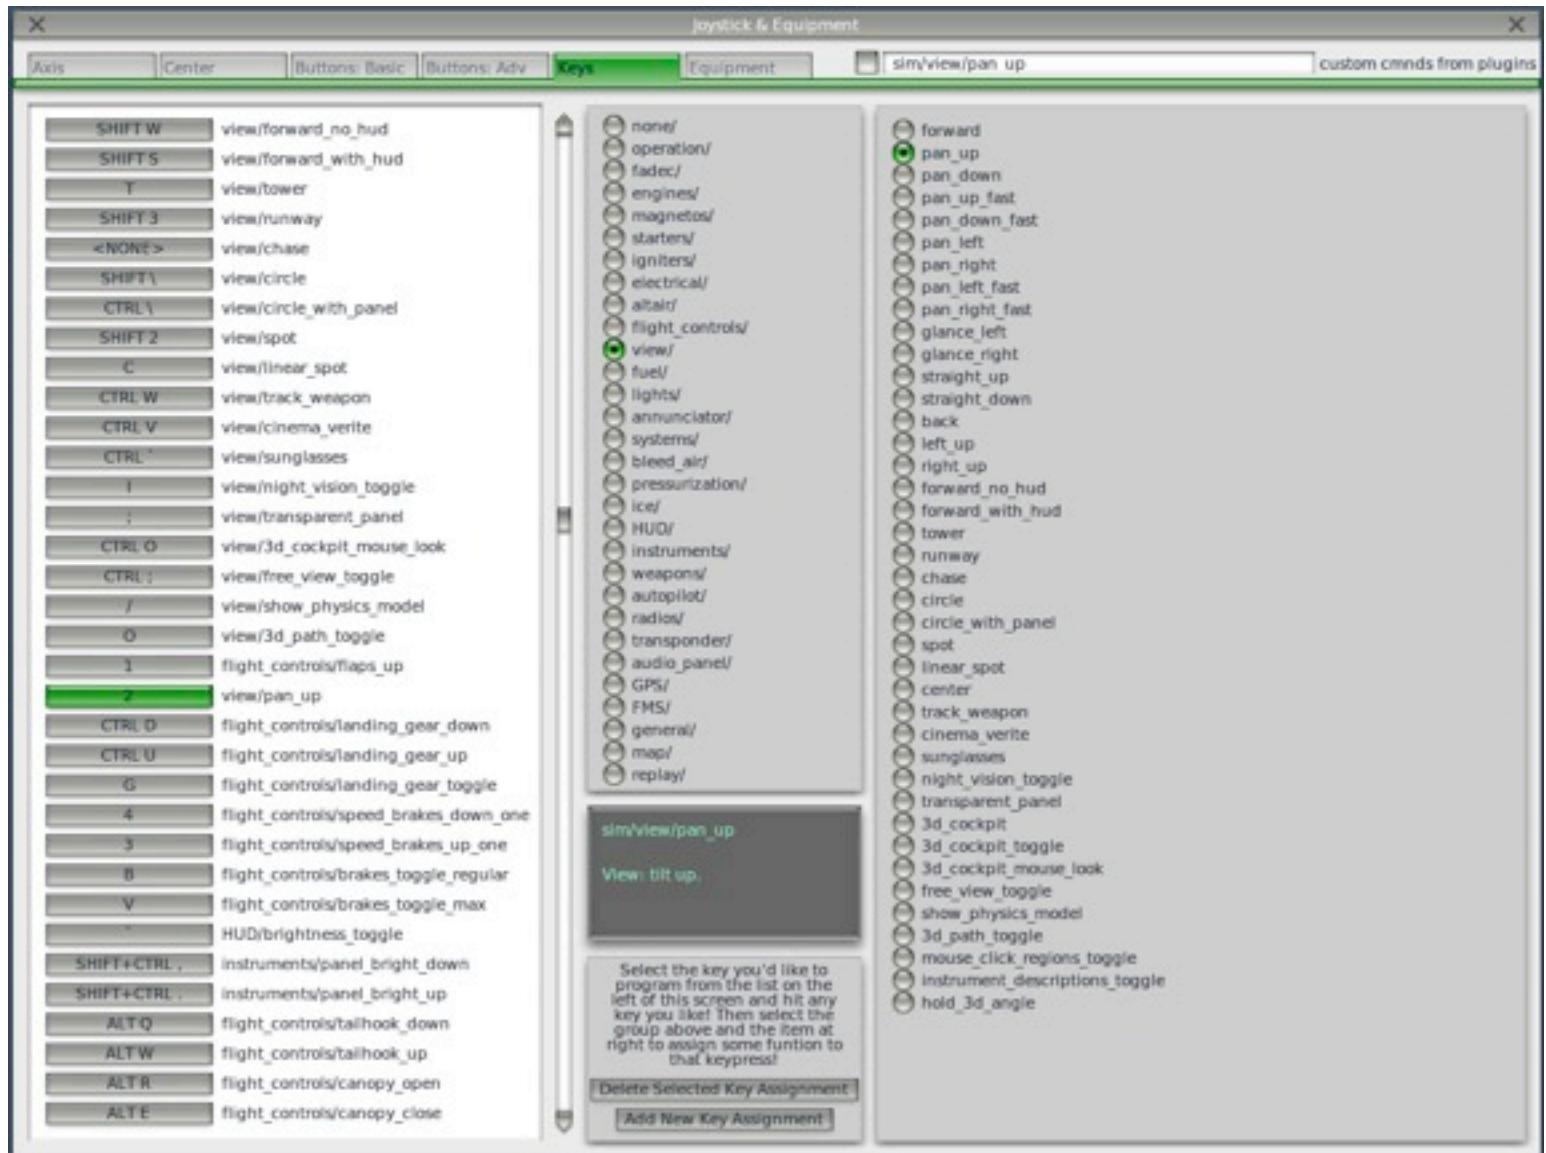 Joystick & Equipment
Axis
Center
Buttons: Basic
Buttons: Adv
Keys
Equipment
sim/view/pan_up
custom cmnds from plugins
SHIFT W view/forward_no_hud
SHIFT S view/forward_with_hud
T view/tower
SHIFT 3 view/runway
<NONE> view/chase
SHIFT \ view/circle
CTRL \ view/circle_with_panel
SHIFT 2 view/spot
C view/linear_spot
CTRL W view/track_weapon
CTRL V view/cinema_verite
CTRL ` view/sunglasses
I view/night_vision_toggle
; view/transparent_panel
CTRL O view/3d_cockpit_mouse_look
CTRL ; view/free_view_toggle
/ view/show_physics_model
O view/3d_path_toggle
1 flight_controls/flaps_up
2 view/pan_up
CTRL D flight_controls/landing_gear_down
CTRL U flight_controls/landing_gear_up
G flight_controls/landing_gear_toggle
4 flight_controls/speed_brakes_down_one
3 flight_controls/speed_brakes_up_one
B flight_controls/brakes_toggle_regular
V flight_controls/brakes_toggle_max
` HUD/brightness_toggle
SHIFT+CTRL , instruments/panel_bright_down
SHIFT+CTRL . instruments/panel_bright_up
ALT Q flight_controls/tailhook_down
ALT W flight_controls/tailhook_up
ALT R flight_controls/canopy_open
ALT E flight_controls/canopy_close
none/
operation/
fadec/
engines/
magnetos/
starters/
igniters/
electrical/
altair/
flight_controls/
view/
fuel/
lights/
annunciator/
systems/
bleed_air/
pressurization/
ice/
HUD/
instruments/
weapons/
autopilot/
radios/
transponder/
audio_panel/
GPS/
FMS/
general/
map/
replay/
sim/view/pan_up
View: tilt up.
Select the key you'd like to
program from the list on the
left of this screen and hit any
key you like! Then select the
group above and the item at
right to assign some funtion to
that keypress!
Delete Selected Key Assignment
Add New Key Assignment
forward
pan_up
pan_down
pan_up_fast
pan_down_fast
pan_left
pan_right
pan_left_fast
pan_right_fast
glance_left
glance_right
straight_up
straight_down
back
left_up
right_up
forward_no_hud
forward_with_hud
tower
runway
chase
circle
circle_with_panel
spot
linear_spot
center
track_weapon
cinema_verite
sunglasses
night_vision_toggle
transparent_panel
3d_cockpit
3d_cockpit_toggle
3d_cockpit_mouse_look
free_view_toggle
show_physics_model
3d_path_toggle
mouse_click_regions_toggle
instrument_descriptions_toggle
hold_3d_angle